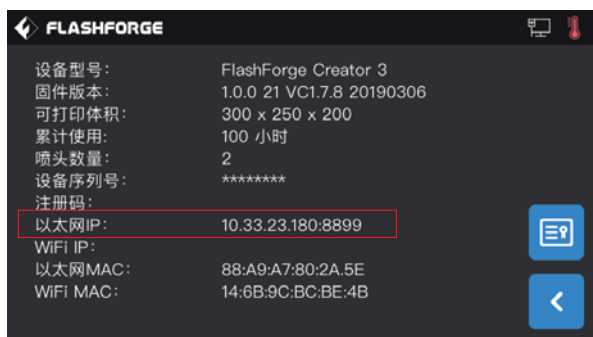 FLASHFORGE
设备型号: FlashForge Creator 3
固件版本: 1.0.0 21 VC1.7.8 20190306
可打印体积: 300 x 250 x 200
累计使用: 100 小时
喷头数量: 2
设备序列号: ********
注册码:
以太网IP: 10.33.23.180:8899
WiFi IP:
以太网MAC: 88:A9:A7:80:2A.5E
WiFi MAC: 14:6B:9C:BC:BE:4B